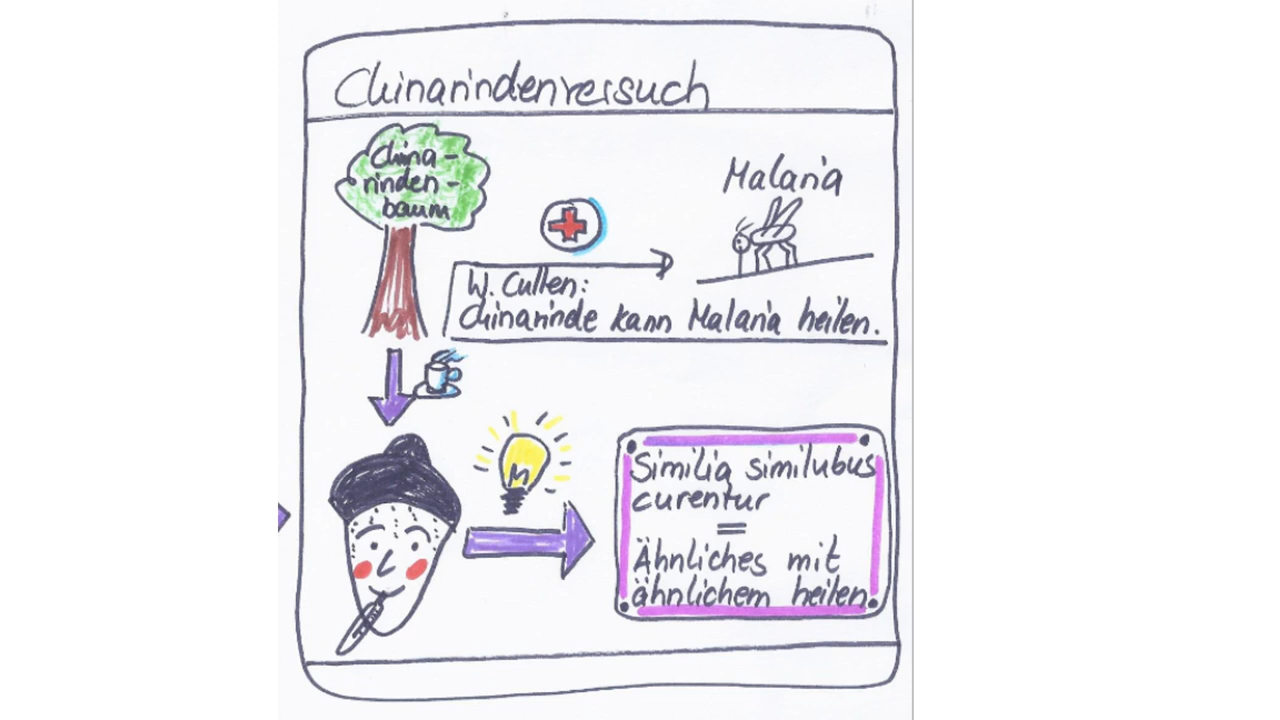 Chinarindenversuch
China-
rinden-
baum
Malaria
W. Cullen:
Chinarinde kann Malaria heilen.
Similia similubus
curentur
=
Ähnliches mit
ähnlichem heilen